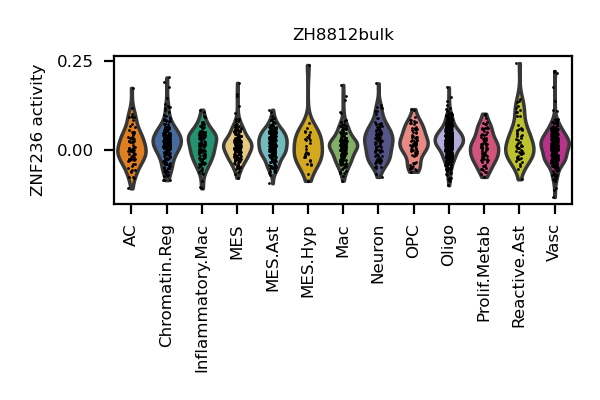 ZH8812bulk
ZNF236 activity
0.25
0.00
AC
Chromatin.Reg
Inflammatory.Mac
MES
MES.Ast
MES.Hyp
Mac
Neuron
OPC
Oligo
Prolif.Metab
Reactive.Ast
Vasc